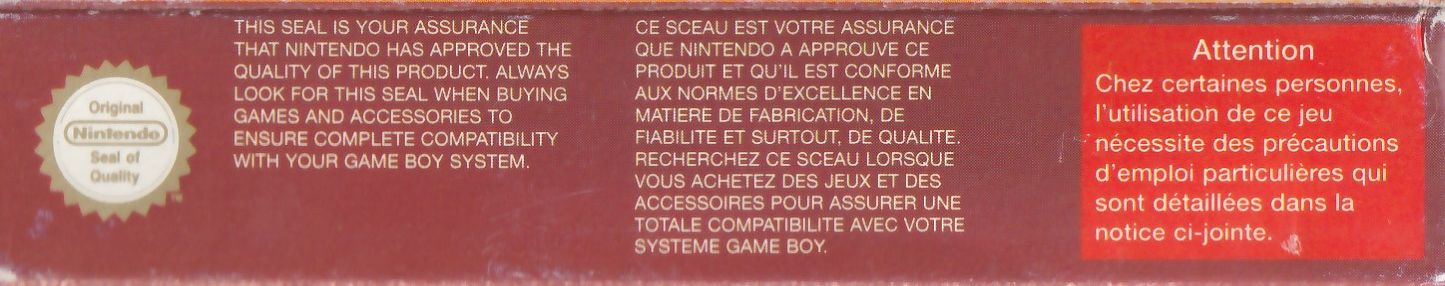 Original
Nintendo
Seal of
Quality
TM
THIS SEAL IS YOUR ASSURANCE
THAT NINTENDO HAS APPROVED THE
QUALITY OF THIS PRODUCT. ALWAYS
LOOK FOR THIS SEAL WHEN BUYING
GAMES AND ACCESSORIES TO
ENSURE COMPLETE COMPATIBILITY
WITH YOUR GAME BOY SYSTEM.
CE SCEAU EST VOTRE ASSURANCE
QUE NINTENDO A APPROUVE CE
PRODUIT ET QU'IL EST CONFORME
AUX NORMES D'EXCELLENCE EN
MATIERE DE FABRICATION, DE
FIABILITE ET SURTOUT, DE QUALITE.
RECHERCHEZ CE SCEAU LORSQUE
VOUS ACHETEZ DES JEUX ET DES
ACCESSOIRES POUR ASSURER UNE
TOTALE COMPATIBILITE AVEC VOTRE
SYSTEME GAME BOY.
Attention
Chez certaines personnes,
l'utilisation de ce jeu
nécessite des précautions
d'emploi particulières qui
sont détaillées dans la
notice ci-jointe.